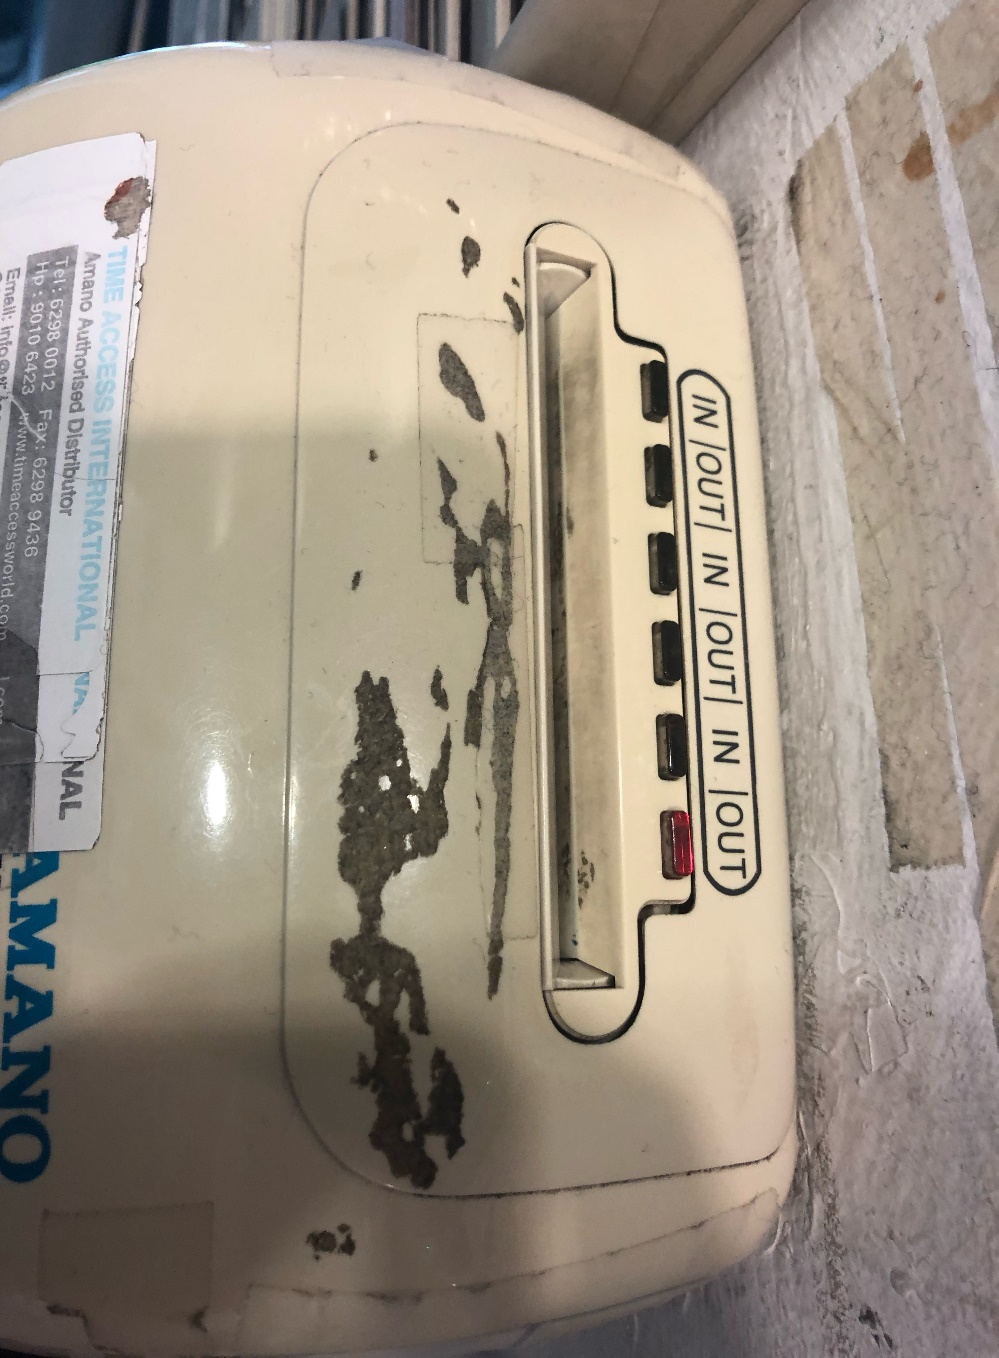 IN /OUT/ IN /OUT/ IN /OUT
TIME ACCESS INTERNATIONAL
NAL
Amano Authorised Distributor
Tel: 6298 0012 Fax: 6298 9436
Hp: 9010 6423 www.timeaccessworld.com
Email:
AMANO